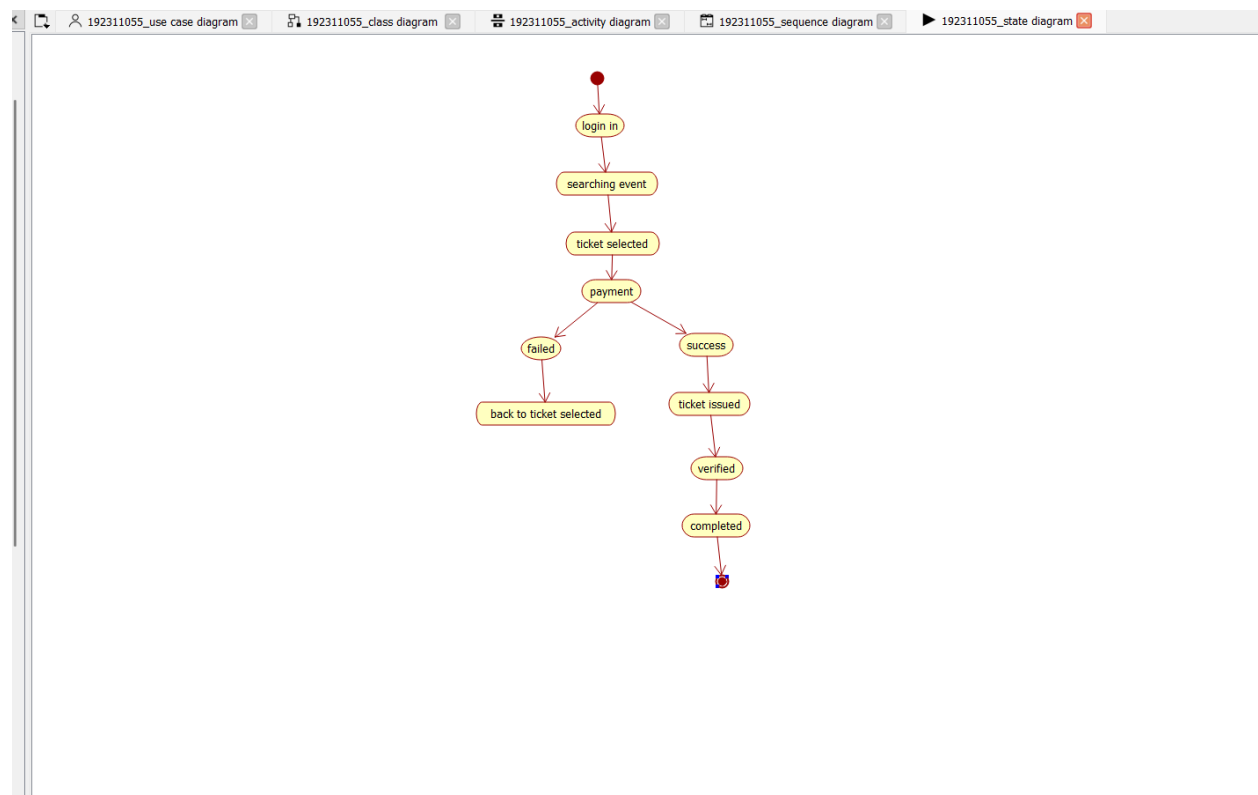 192311055_use case diagram
192311055_class diagram
192311055_activity diagram
192311055_sequence diagram
192311055_state diagram
login in
searching event
ticket selected
payment
failed
success
back to ticket selected
ticket issued
verified
completed